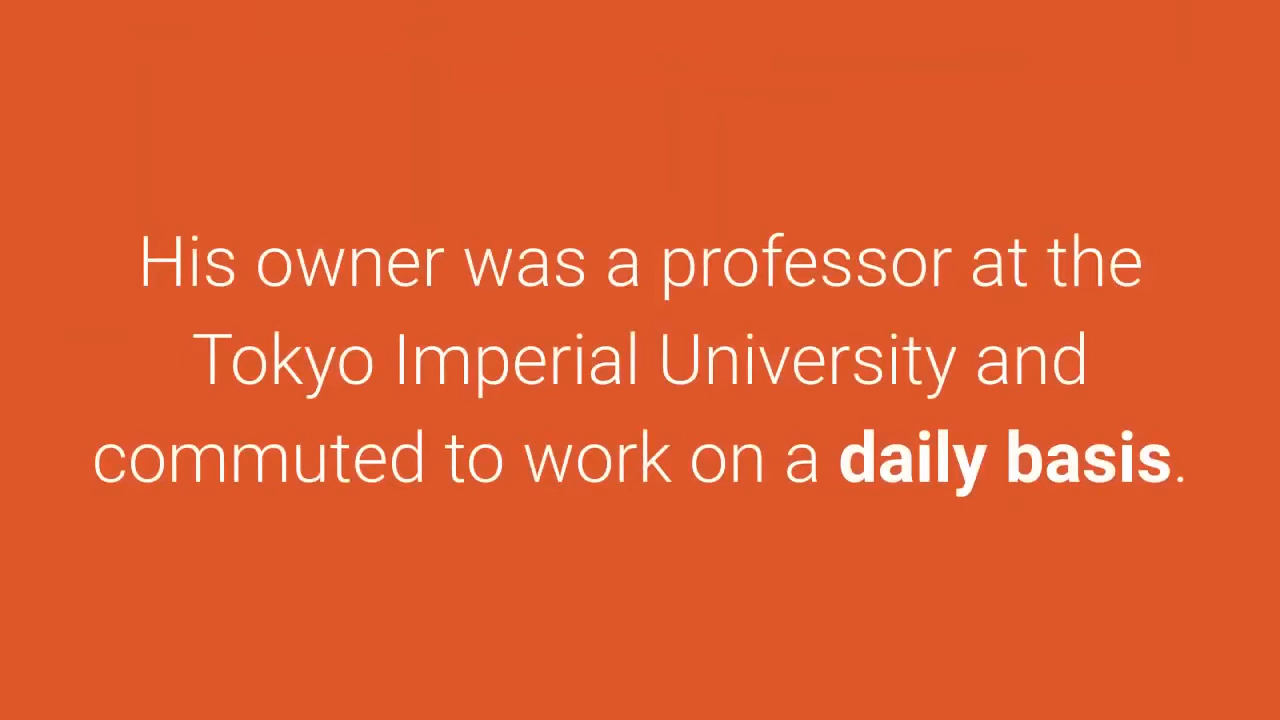 His owner was a professor at the
Tokyo Imperial University and
commuted to work on a daily basis.